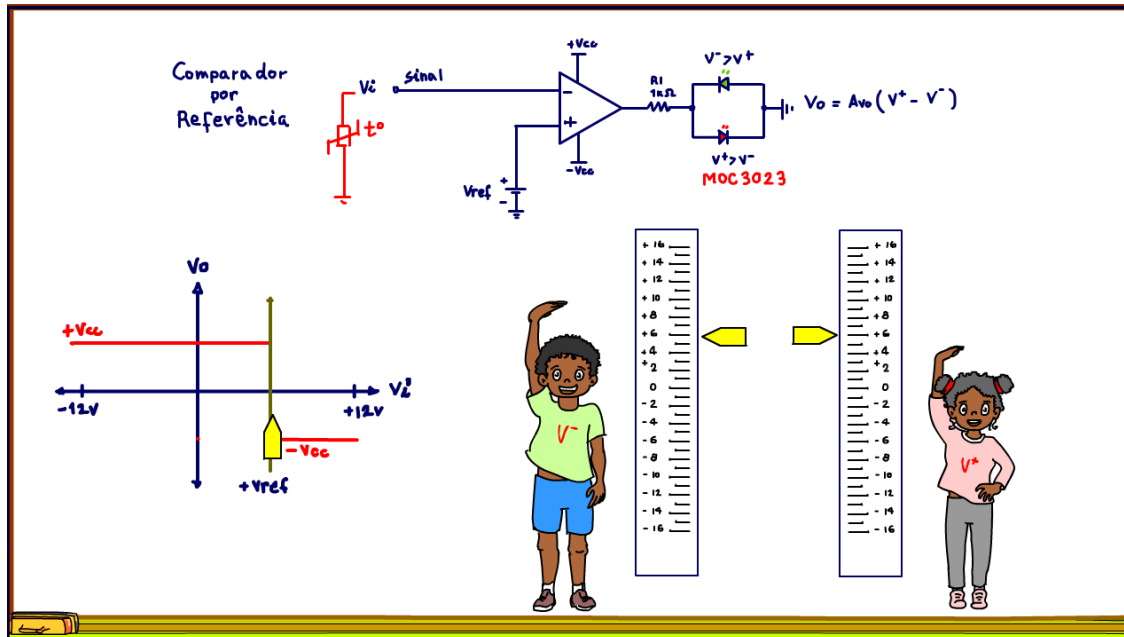 Comparador
por
Referência
Vi
sinal
t°
+Vcc
-
+
-Vcc
+
Vref
-
R1
1kΩ
V⁻>V⁺
V⁺>V⁻
MOC3023
Vo = Avo (V⁺ - V⁻)
Vo
+Vcc
-12V
+12V
Vi
-Vcc
+Vref
V⁻
+ 16
+ 14
+ 12
+ 10
+ 8
+ 6
+ 4
+ 2
0
- 2
- 4
- 6
- 8
- 10
- 12
- 14
- 16
+ 16
+ 14
+ 12
+ 10
+ 8
+ 6
+ 4
+ 2
0
- 2
- 4
- 6
- 8
- 10
- 12
- 14
- 16
V⁺